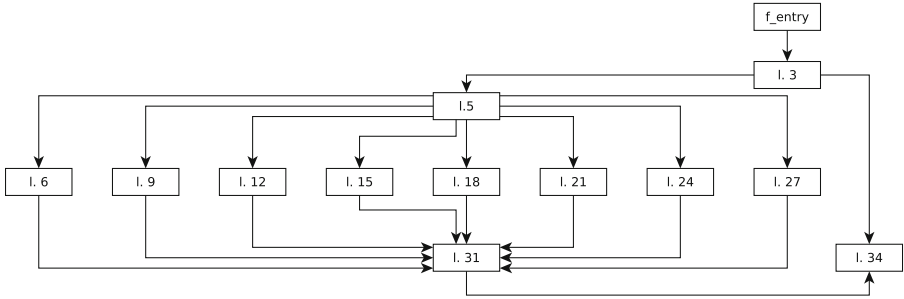 f_entry
l. 3
l.5
l. 6
l. 9
l. 12
l. 15
l. 18
l. 21
l. 24
l. 27
l. 31
l. 34